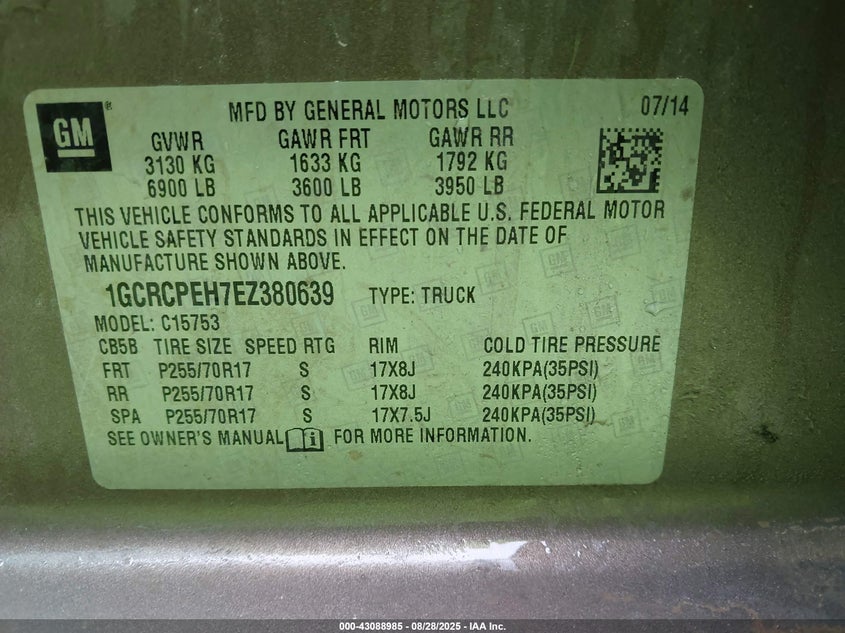 GM ®
MFD BY GENERAL MOTORS LLC 07/14
GVWR GAWR FRT GAWR RR
3130 KG 1633 KG 1792 KG
6900 LB 3600 LB 3950 LB
THIS VEHICLE CONFORMS TO ALL APPLICABLE U.S. FEDERAL MOTOR
VEHICLE SAFETY STANDARDS IN EFFECT ON THE DATE OF
MANUFACTURE SHOWN ABOVE.
1GCRCPEH7EZ380639 TYPE: TRUCK
MODEL: C15753
CB5B TIRE SIZE SPEED RTG RIM COLD TIRE PRESSURE
FRT P255/70R17 S 17X8J 240KPA(35PSI)
RR P255/70R17 S 17X8J 240KPA(35PSI)
SPA P255/70R17 S 17X7.5J 240KPA(35PSI)
SEE OWNER'S MANUAL i FOR MORE INFORMATION.
000-43088985 - 08/28/2025 - IAA Inc.